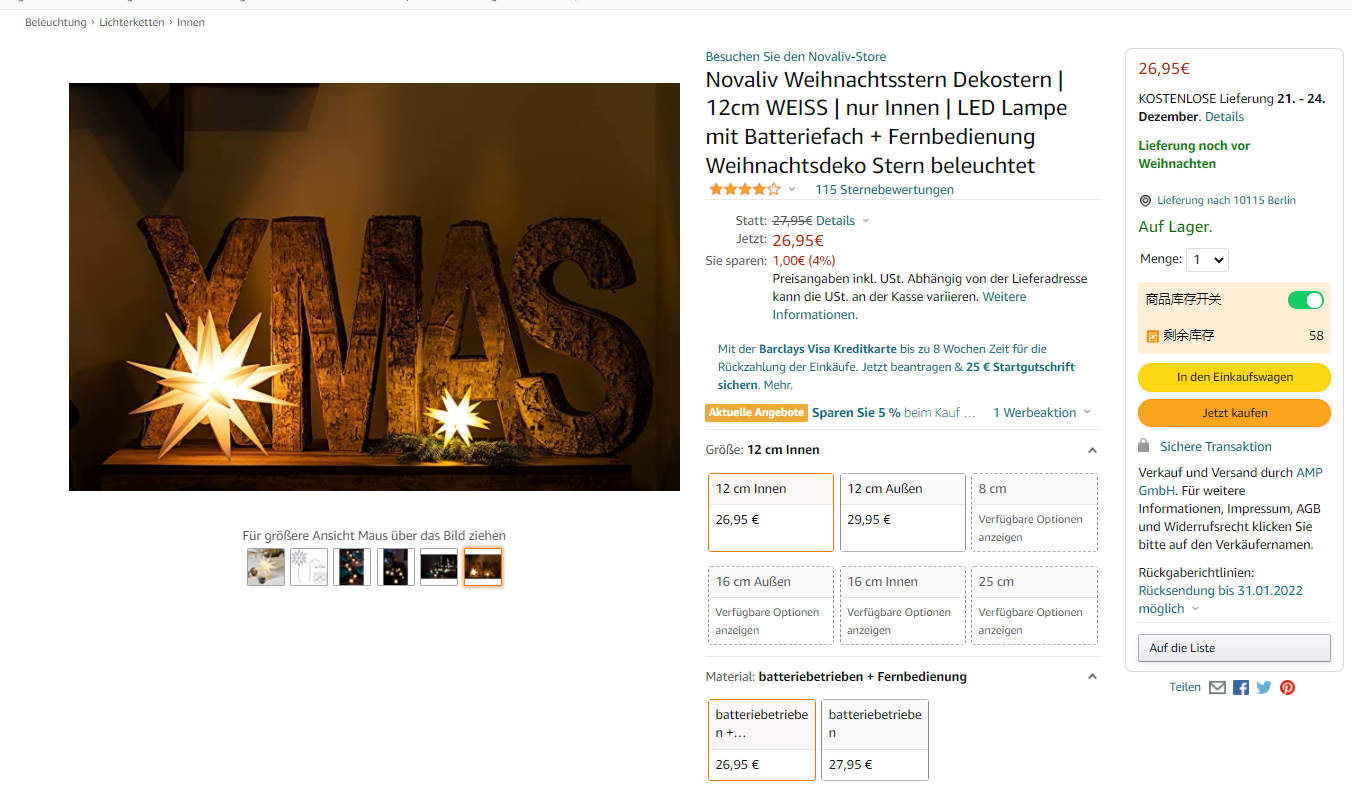 Beleuchtung › Lichterketten › Innen
XMAS
Für größere Ansicht Maus über das Bild ziehen
Besuchen Sie den Novaliv-Store
Novaliv Weihnachtsstern Dekostern |
12cm WEISS | nur Innen | LED Lampe
mit Batteriefach + Fernbedienung
Weihnachtsdeko Stern beleuchtet
115 Sternebewertungen
Statt: 27,95€ Details
Jetzt: 26,95€
Sie sparen: 1,00€ (4%)
Preisangaben inkl. USt. Abhängig von der Lieferadresse
kann die USt. an der Kasse variieren. Weitere
Informationen.
Mit der Barclays Visa Kreditkarte bis zu 8 Wochen Zeit für die
Rückzahlung der Einkäufe. Jetzt beantragen & 25 € Startgutschrift
sichern. Mehr.
Aktuelle Angebote Sparen Sie 5 % beim Kauf … 1 Werbeaktion
Größe: 12 cm Innen
12 cm Innen
26,95 €
12 cm Außen
29,95 €
8 cm
Verfügbare Optionen
anzeigen
16 cm Außen
Verfügbare Optionen
anzeigen
16 cm Innen
Verfügbare Optionen
anzeigen
25 cm
Verfügbare Optionen
anzeigen
Material: batteriebetrieben + Fernbedienung
batteriebetriebe
n +…
26,95 €
batteriebetriebe
n
27,95 €
26,95€
KOSTENLOSE Lieferung 21. - 24.
Dezember. Details
Lieferung noch vor
Weihnachten
Lieferung nach 10115 Berlin
Auf Lager.
Menge: 1
商品库存开关
剩余库存 58
In den Einkaufswagen
Jetzt kaufen
Sichere Transaktion
Verkauf und Versand durch AMP
GmbH. Für weitere
Informationen, Impressum, AGB
und Widerrufsrecht klicken Sie
bitte auf den Verkäufernamen.
Rückgaberichtlinien:
Rücksendung bis 31.01.2022
möglich
Auf die Liste
Teilen